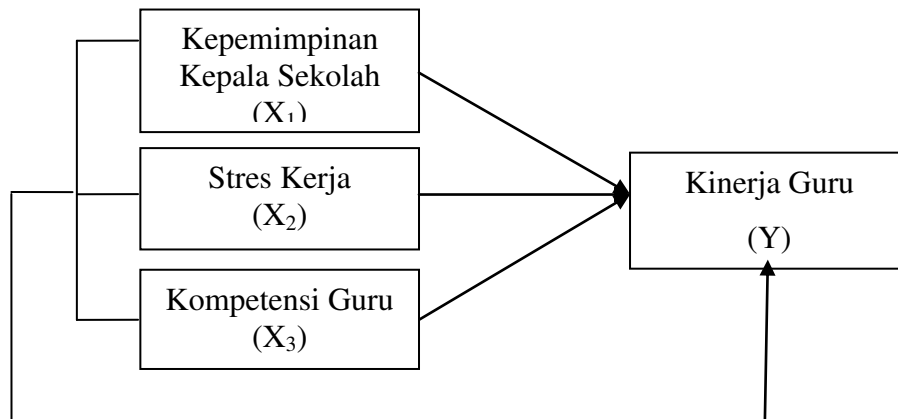 Kepemimpinan
Kepala Sekolah
(X₁)
Stres Kerja
(X₂)
Kompetensi Guru
(X₃)
Kinerja Guru
(Y)